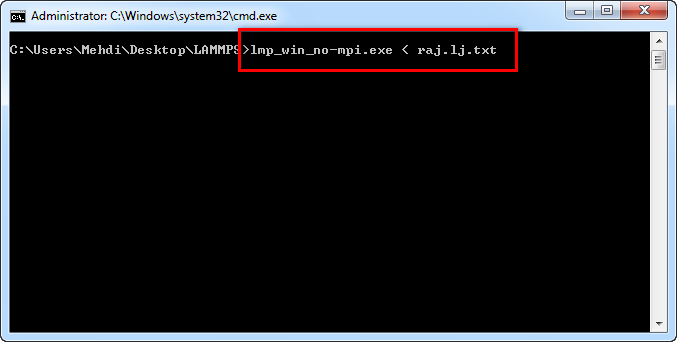 Administrator: C:\Windows\system32\cmd.exe
C:\Users\Mehdi\Desktop\LAMMPS>lmp_win_no-mpi.exe < raj.lj.txt